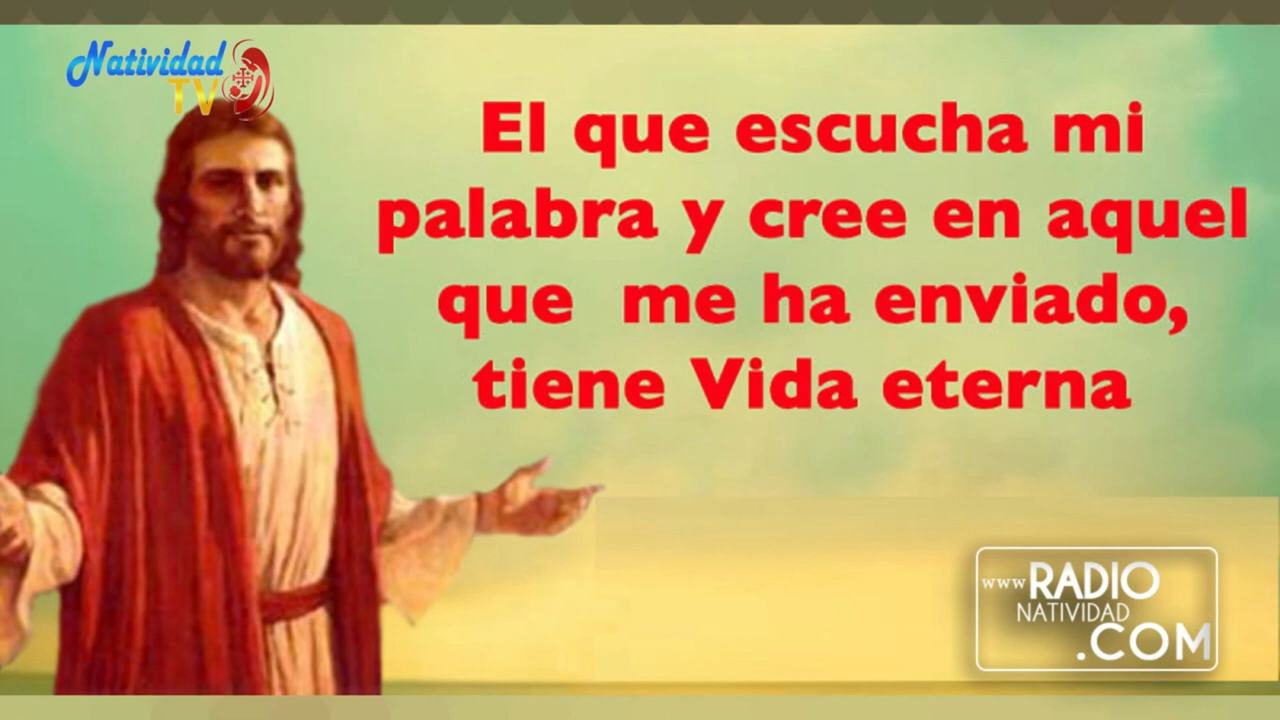 Natividad
TV
El que escucha mi
palabra y cree en aquel
que me ha enviado,
tiene Vida eterna
www RADIO
NATIVIDAD
.COM